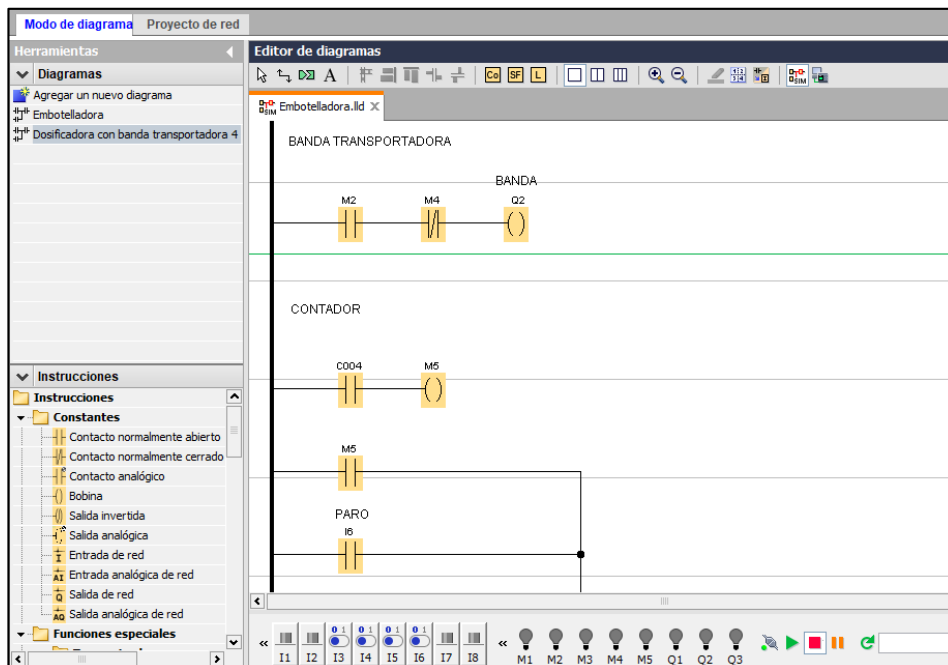 Modo de diagrama
Proyecto de red
Herramientas
Diagramas
Agregar un nuevo diagrama
Embotelladora
Dosificadora con banda transportadora 4
Instrucciones
Instrucciones
Constantes
Contacto normalmente abierto
Contacto normalmente cerrado
Contacto analógico
Bobina
Salida invertida
Salida analógica
Entrada de red
AI Entrada analógica de red
Salida de red
AQ Salida analógica de red
Funciones especiales
Editor de diagramas
A Co SF L
Embotelladora.lld
BANDA TRANSPORTADORA
BANDA
M2 M4 Q2
CONTADOR
C004 M5
M5
PARO
I6
I1 I2 I3 I4 I5 I6 I7 I8
M1 M2 M3 M4 M5 Q1 Q2 Q3